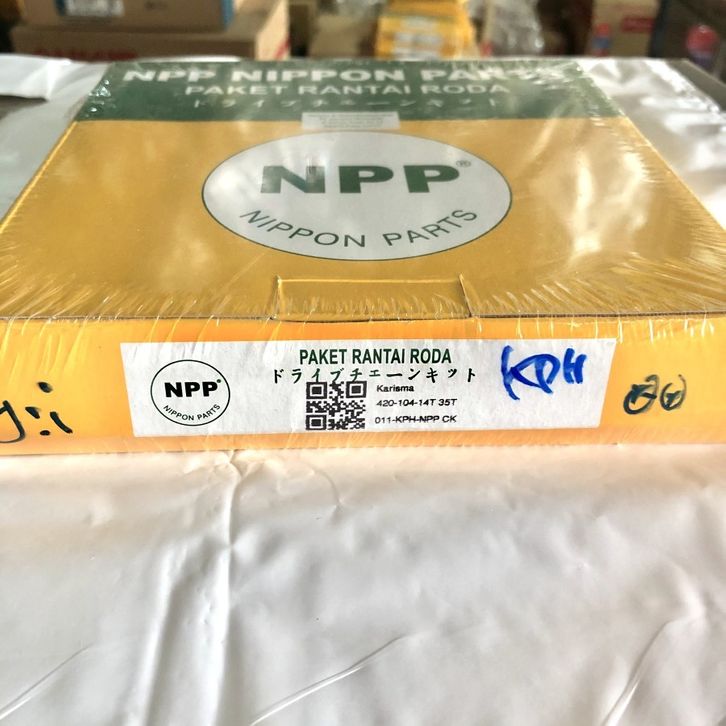 NPP NIPPON PARTS
PAKET RANTAI RODA
ドライブチェーンキット
NPP®
NIPPON PARTS
NPP
NIPPON PARTS
PAKET RANTAI RODA
ドライブチェーンキット
Karisma
420-104-14T 35T
011-KPH-NPP CK
KPH